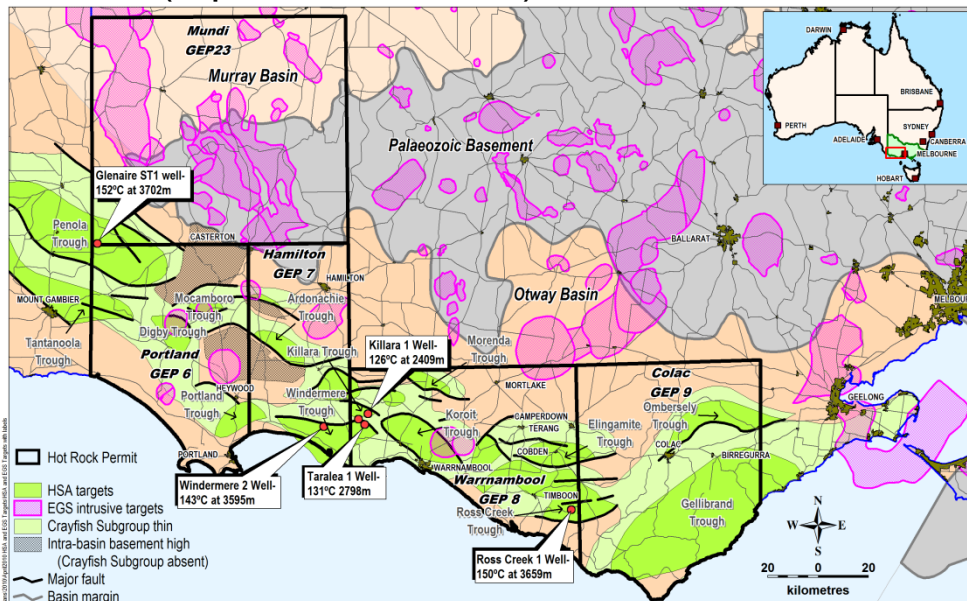 Mundi
GEP23
Murray Basin
Palaeozoic Basement
Glenaire ST1 well-
152ºC at 3702m
Penola
Trough
CASTERTON
Hamilton
GEP 7
HAMILTON
BALLARAT
MOUNT GAMBIER
Mocamboro
Trough
Ardonachie
Trough
Otway Basin
MELBOU
Tantanoola
Trough
Digby Trough
Killara Trough
Killara 1 Well-
126ºC at 2409m
Morenda
Trough
Portland
GEP 6
HEYWOOD
Windermere
Trough
MORTLAKE
Colac
GEP 9
GEELONG
Portland
Trough
Koroit
Trough
CAMPERDOWN
TERANG
COBDEN
Elingamite
Trough
Ombersely
Trough
COLAC
BIRREGURRA
PORTLAND
WARRNAMBOOL
Warrnambool
GEP 8
TIMBOON
Ross Creek
Trough
Gellibrand
Trough
Windermere 2 Well-
143ºC at 3595m
Taralea 1 Well-
131ºC 2798m
Ross Creek 1 Well-
150ºC at 3659m
Hot Rock Permit
HSA targets
EGS intrusive targets
Crayfish Subgroup thin
Intra-basin basement high
(Crayfish Subgroup absent)
Major fault
Basin margin
N
W E
S
20 0 20 40
kilometres
DARWIN
BRISBANE
PERTH
SYDNEY
ADELAIDE
CANBERRA
MELBOURNE
HOBART